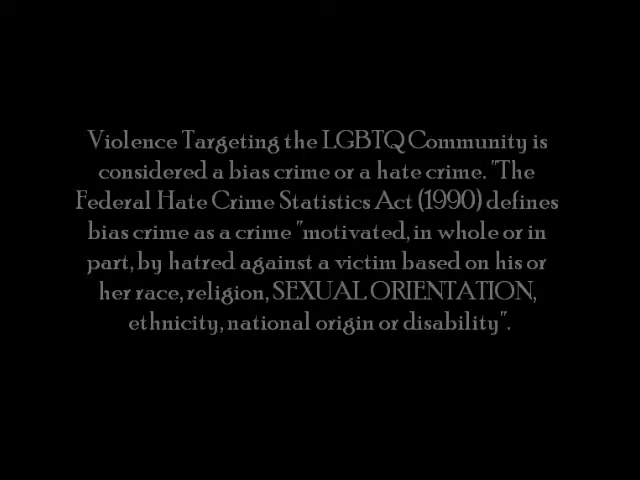 Violence Targeting the LGBTQ Community is
considered a bias crime or a hate crime. "The
Federal Hate Crime Statistics Act (1990) defines
bias crime as a crime "motivated, in whole or in
part, by hatred against a victim based on his or
her race, religion, SEXUAL ORIENTATION,
ethnicity, national origin or disability".